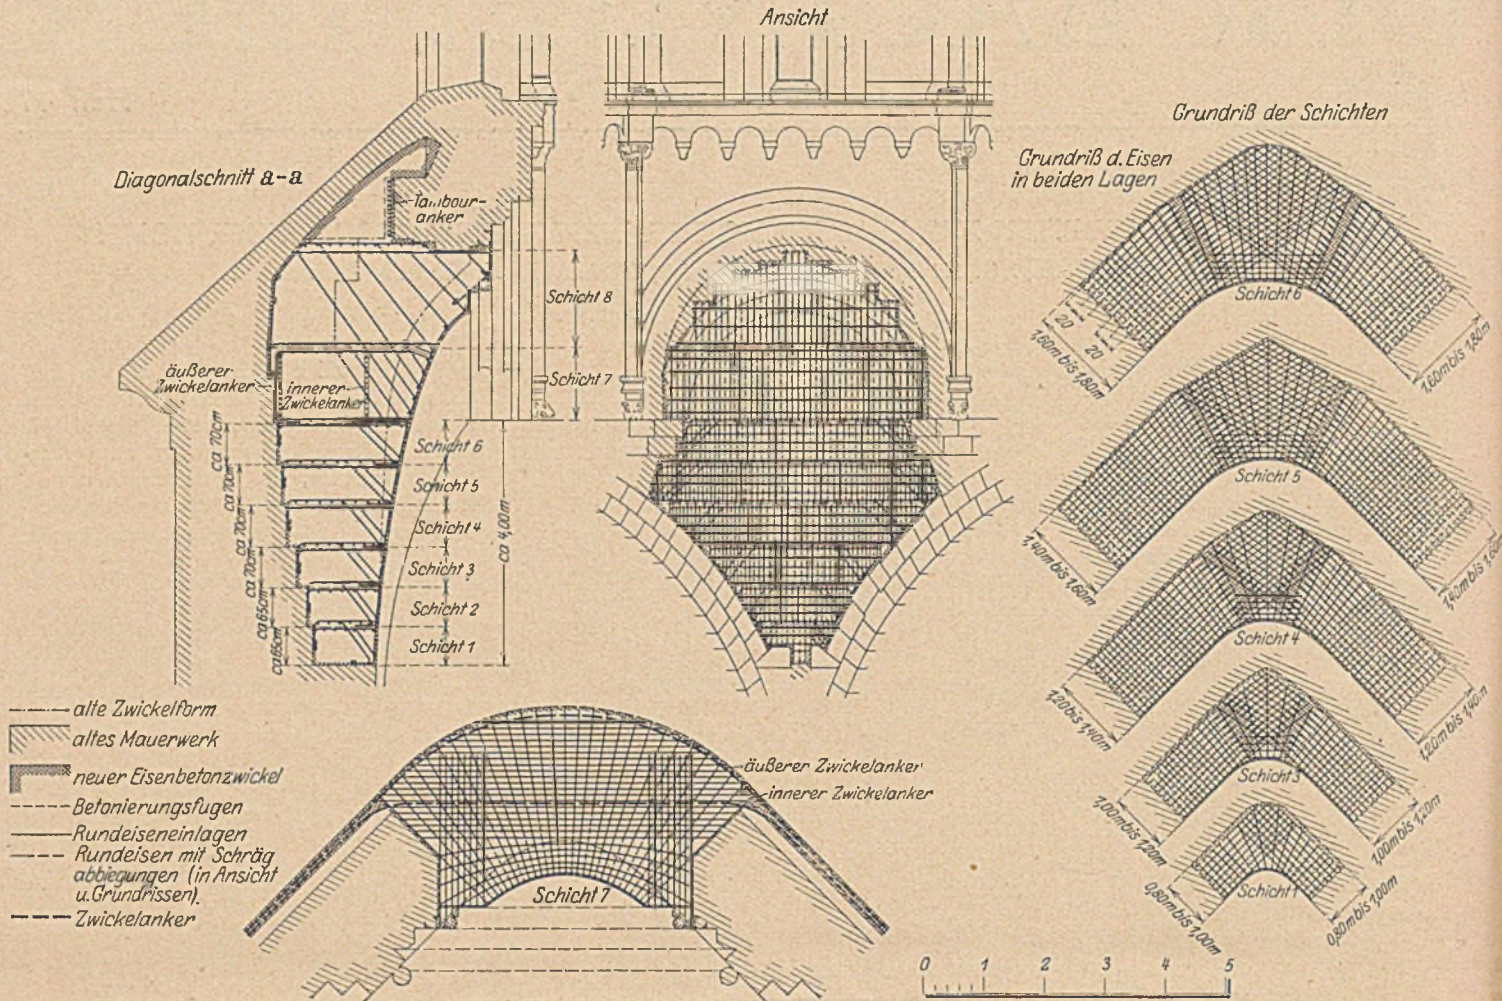 Ansicht
Diagonalschnitt a-a
Tambour-
anker
äußerer
Zwickelanker
innerer
Zwickelanker
Schicht 8
Schicht 7
Schicht 6
Schicht 5
Schicht 4
Schicht 3
Schicht 2
Schicht 1
ca 70cm
ca 70cm
ca 70cm
ca 70cm
ca 65cm
ca 65cm
ca 4,00m
Grundriß der Schichten
Grundriß d. Eisen
in beiden Lagen
Schicht 6
20
20
1,60m bis 1,80m
1,60m bis 1,80m
Schicht 5
1,40m bis 1,60m
1,40m bis 1,60m
Schicht 4
1,20 bis 1,40m
1,20m bis 1,40m
Schicht 3
1,00m bis 1,20m
1,00m bis 1,20m
Schicht 1
0,80m bis 1,00m
0,80m bis 1,00m
alte Zwickelform
altes Mauerwerk
neuer Eisenbetonzwickel
Betonierungsfugen
Rundeiseneinlagen
Rundeisen mit Schräg
abbiegungen (in Ansicht
u. Grundrissen).
Zwickelanker
äußerer Zwickelanker
innerer Zwickelanker
Schicht 7
0 1 2 3 4 5